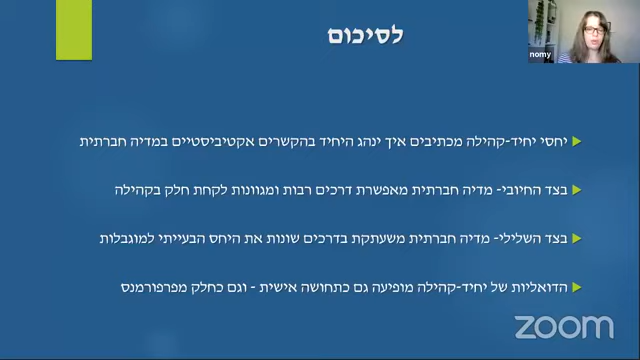 לסיכום
nomy
יחסי יחיד-קהילה מכתיבים איך ינהג היחיד בהקשרים אקטיביסטיים במדיה חברתית
בצד החיובי- מדיה חברתית מאפשרת דרכים רבות ומגוונות לקחת חלק בקהילה
בצד השלילי- מדיה חברתית משעתקת בדרכים שונות את היחס הבעייתי למוגבלות
הדואליות של יחיד-קהילה מופיעה גם כתחושה אישית - וגם כחלק מפרפורמנס
zoom